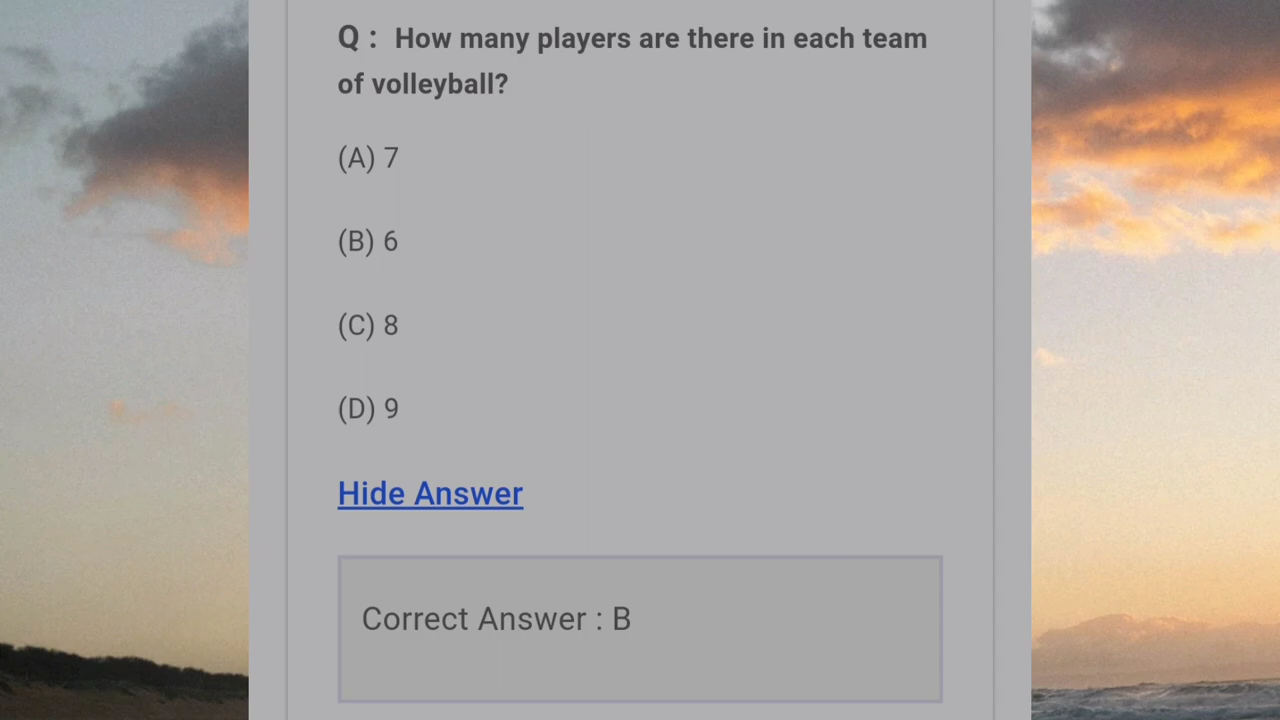 Q : How many players are there in each team
of volleyball?
(A) 7
(B) 6
(C) 8
(D) 9
Hide Answer
Correct Answer : B